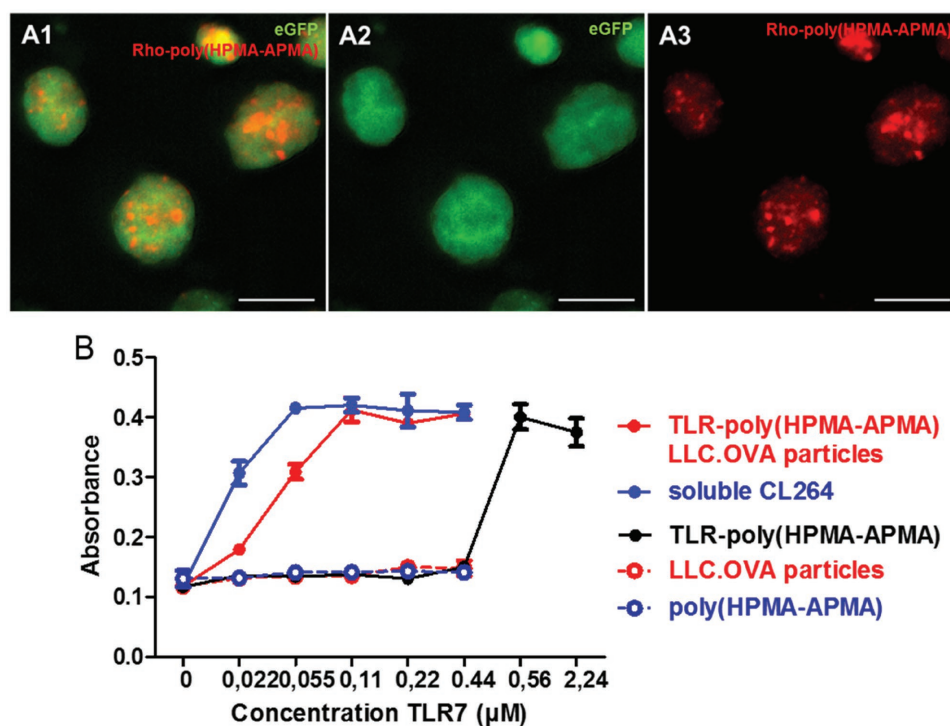 A1
eGFP
Rho-poly(HPMA-APMA)
A2
eGFP
A3
Rho-poly(HPMA-APMA)
B
0.5
0.4
0.3
0.2
0.1
0.0
Absorbance
0
0,022
0,055
0,11
0,22
0.44
0,56
2,24
Concentration TLR7 (µM)
TLR-poly(HPMA-APMA)
LLC.OVA particles
soluble CL264
TLR-poly(HPMA-APMA)
LLC.OVA particles
poly(HPMA-APMA)